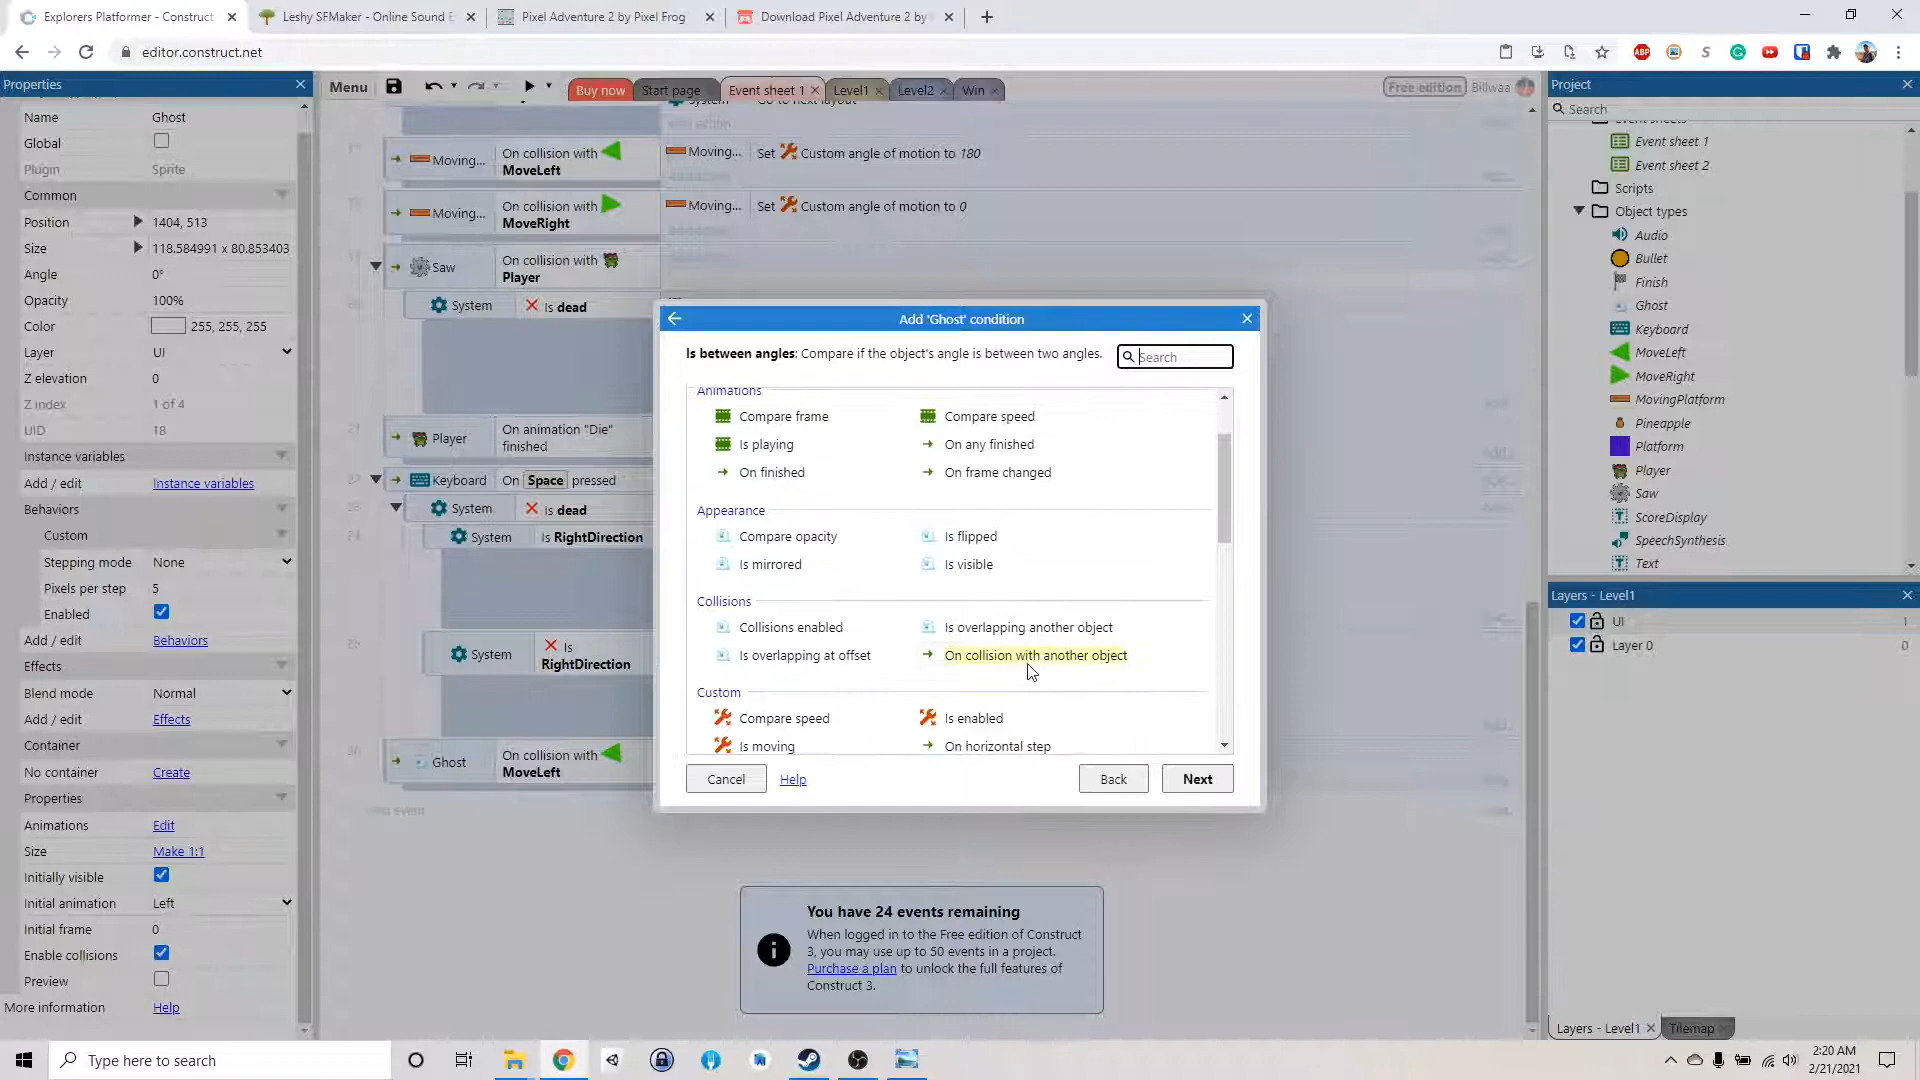 Explorers Platformer - Construct
Leshy SFMaker - Online Sound E
Pixel Adventure 2 by Pixel Frog
Download Pixel Adventure 2 by
editor.construct.net
ABP
Properties
Menu
Buy now
Start page
Event sheet 1
Level1
Level2
Win
Free edition
Billwaa
Project
Name
Ghost
Global
Plugin
Sprite
Common
Position
1404, 513
Size
118.584991 x 80.853403
Angle
0°
Opacity
100%
Color
255, 255, 255
Layer
UI
Z elevation
0
Z index
1 of 4
UID
18
Instance variables
Add / edit
Instance variables
Behaviors
Custom
Stepping mode
None
Pixels per step
5
Enabled
Add / edit
Behaviors
Effects
Blend mode
Normal
Add / edit
Effects
Container
No container
Create
Properties
Animations
Edit
Size
Make 1:1
Initially visible
Initial animation
Left
Initial frame
0
Enable collisions
Preview
More information
Help
Moving...
On collision with
MoveLeft
Moving...
Set
Custom angle of motion to 180
Moving...
On collision with
MoveRight
Moving...
Set
Custom angle of motion to 0
Saw
On collision with
Player
System
Is dead
Player
On animation "Die"
finished
Keyboard
On Space pressed
System
Is dead
System
Is RightDirection
System
Is
RightDirection
Ghost
On collision with
MoveLeft
Add 'Ghost' condition
Is between angles: Compare if the object's angle is between two angles.
Search
Animations
Compare frame
Compare speed
Is playing
On any finished
On finished
On frame changed
Appearance
Compare opacity
Is flipped
Is mirrored
Is visible
Collisions
Collisions enabled
Is overlapping another object
Is overlapping at offset
On collision with another object
Custom
Compare speed
Is enabled
Is moving
On horizontal step
Cancel
Help
Back
Next
You have 24 events remaining
When logged in to the Free edition of Construct
3, you may use up to 50 events in a project.
Purchase a plan to unlock the full features of
Construct 3.
Search
Event sheets
Event sheet 1
Event sheet 2
Scripts
Object types
Audio
Bullet
Finish
Ghost
Keyboard
MoveLeft
MoveRight
MovingPlatform
Pineapple
Platform
Player
Saw
ScoreDisplay
SpeechSynthesis
Text
Layers - Level1
UI
1
Layer 0
0
Layers - Level1
Tilemap
Type here to search
2:20 AM
2/21/2021